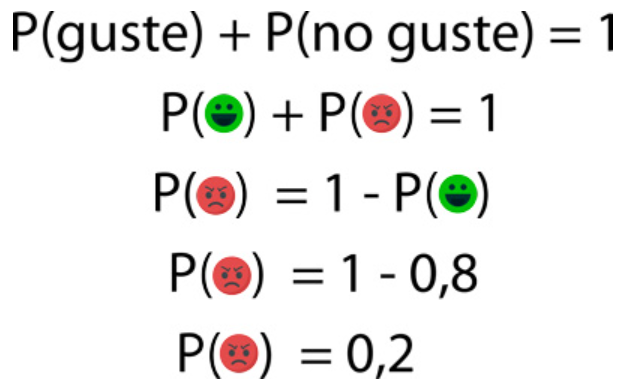 P(guste) + P(no guste) = 1
P(😃) + P(😡) = 1
P(😡) = 1 - P(😃)
P(😡) = 1 - 0,8
P(😡) = 0,2